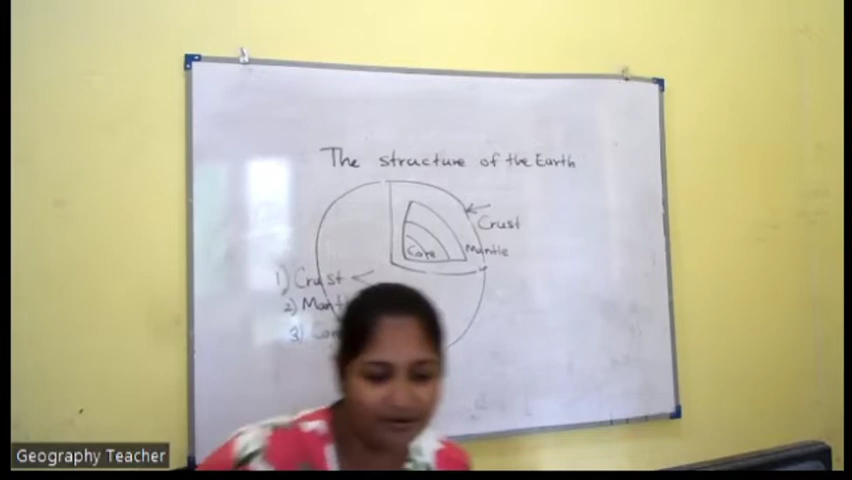 The structure of the Earth
Crust
Core
Mantle
1) Crust
2)
3)
Geography Teacher